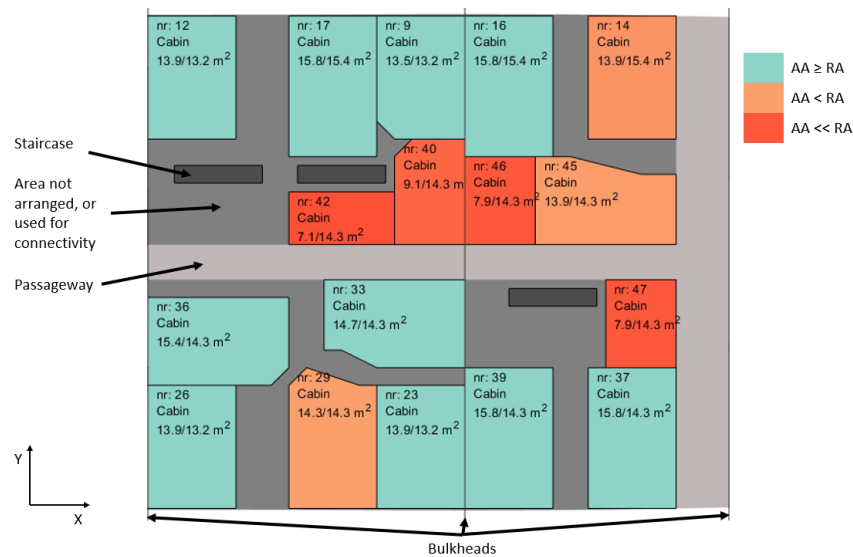 nr: 12
Cabin
13.9/13.2 m²
nr: 17
Cabin
15.8/15.4 m²
nr: 9
Cabin
13.5/13.2 m²
nr: 16
Cabin
15.8/15.4 m²
nr: 14
Cabin
13.9/15.4 m²
AA ≥ RA
AA < RA
AA << RA
Staircase
Area not
arranged, or
used for
connectivity
Passageway
nr: 40
Cabin
9.1/14.3 m
nr: 46
Cabin
7.9/14.3 m²
nr: 45
Cabin
13.9/14.3 m²
nr: 42
Cabin
7.1/14.3 m²
nr: 36
Cabin
15.4/14.3 m²
nr: 33
Cabin
14.7/14.3 m²
nr: 47
Cabin
7.9/14.3 m²
nr: 26
Cabin
13.9/13.2 m²
nr: 29
Cabin
14.3/14.3 m²
nr: 23
Cabin
13.9/13.2 m²
nr: 39
Cabin
15.8/14.3 m²
nr: 37
Cabin
15.8/14.3 m²
Y
X
Bulkheads